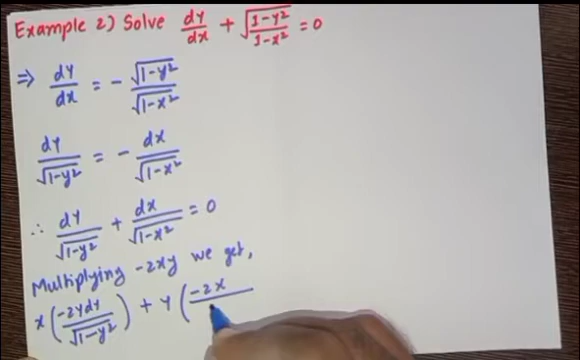 Example 2) Solve dy/dx + √(1-y²/1-x²) = 0
⇒ dy/dx = - √1-y²/√1-x²
dy/√1-y² = - dx/√1-x²
∴ dy/√1-y² + dx/√1-x² = 0
Multiplying -2xy we get,
x(-2ydy/√1-y²) + y(-2x